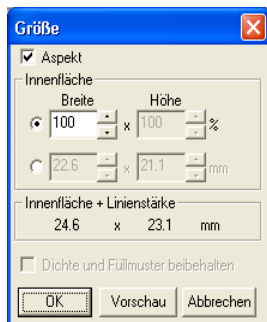 Größe
Aspekt
Innenfläche
Breite Höhe
100 x 100 %
22.6 x 21.1 mm
Innenfläche + Linienstärke
24.6 x 23.1 mm
Dichte und Füllmuster beibehalten
OK Vorschau Abbrechen